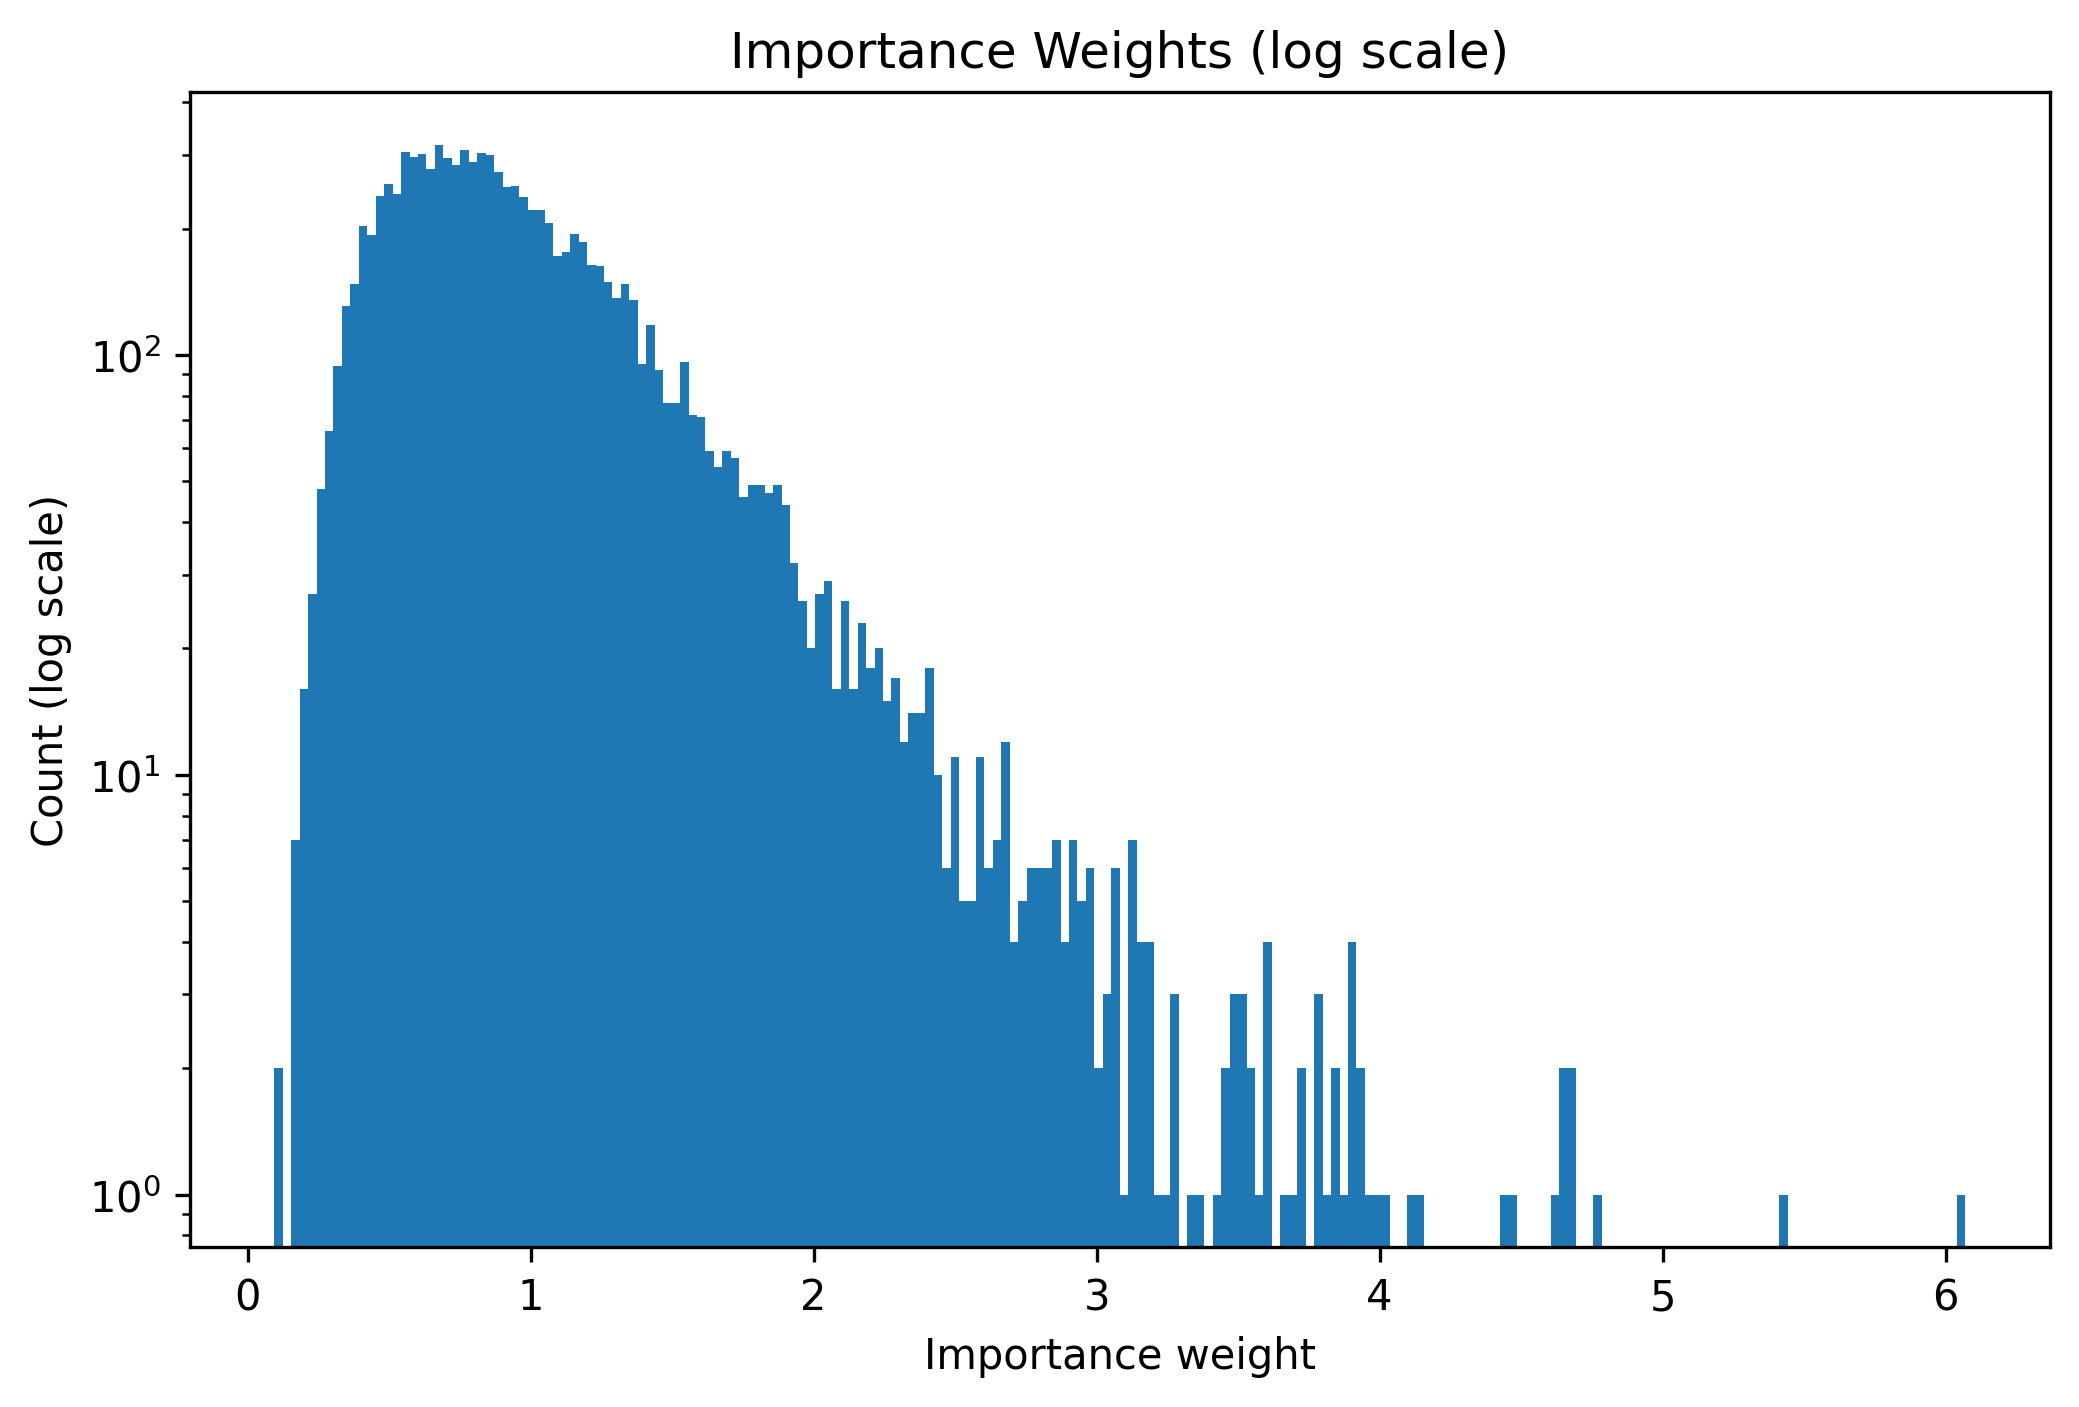 Importance Weights (log scale)
Count (log scale)
10²
10¹
10⁰
0 1 2 3 4 5 6
Importance weight